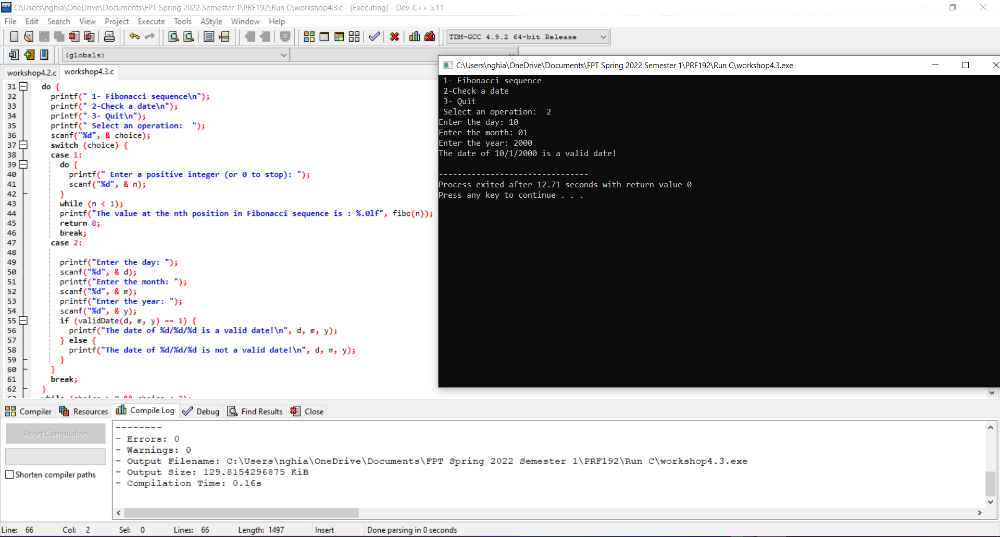 C:\Users\nghia\OneDrive\Documents\FPT Spring 2022 Semester 1\PRF192\Run C\workshop4.3.c - [Executing] - Dev-C++ 5.11
File Edit Search View Project Execute Tools AStyle Window Help
TDM-GCC 4.9.2 64-bit Release
(globals)
workshop4.2.c workshop4.3.c
31 do {
32 printf(" 1- Fibonacci sequence\n");
33 printf(" 2-Check a date\n");
34 printf(" 3- Quit\n");
35 printf(" Select an operation:  ");
36 scanf("%d", & choice);
37 switch (choice) {
38 case 1:
39 do {
40 printf(" Enter a positive integer (or 0 to stop): ");
41 scanf("%d", & n);
42 }
43 while (n < 1);
44 printf("The value at the nth position in Fibonacci sequence is : %.0lf", fibo(n));
45 return 0;
46 break;
47 case 2:
48
49 printf("Enter the day: ");
50 scanf("%d", & d);
51 printf("Enter the month: ");
52 scanf("%d", & m);
53 printf("Enter the year: ");
54 scanf("%d", & y);
55 if (validDate(d, m, y) == 1) {
56 printf("The date of %d/%d/%d is a valid date!\n", d, m, y);
57 } else {
58 printf("The date of %d/%d/%d is not a valid date!\n", d, m, y);
59 }
60 }
61 break;
62 }
C:\Users\nghia\OneDrive\Documents\FPT Spring 2022 Semester 1\PRF192\Run C\workshop4.3.exe
1- Fibonacci sequence
2-Check a date
3- Quit
Select an operation:  2
Enter the day: 10
Enter the month: 01
Enter the year: 2000
The date of 10/1/2000 is a valid date!
--------------------------------
Process exited after 12.71 seconds with return value 0
Press any key to continue . . .
Compiler Resources Compile Log Debug Find Results Close
Abort Compilation
Shorten compiler paths
--------
- Errors: 0
- Warnings: 0
- Output Filename: C:\Users\nghia\OneDrive\Documents\FPT Spring 2022 Semester 1\PRF192\Run C\workshop4.3.exe
- Output Size: 129.8154296875 KiB
- Compilation Time: 0.16s
Line: 66 Col: 2 Sel: 0 Lines: 66 Length: 1497 Insert Done parsing in 0 seconds